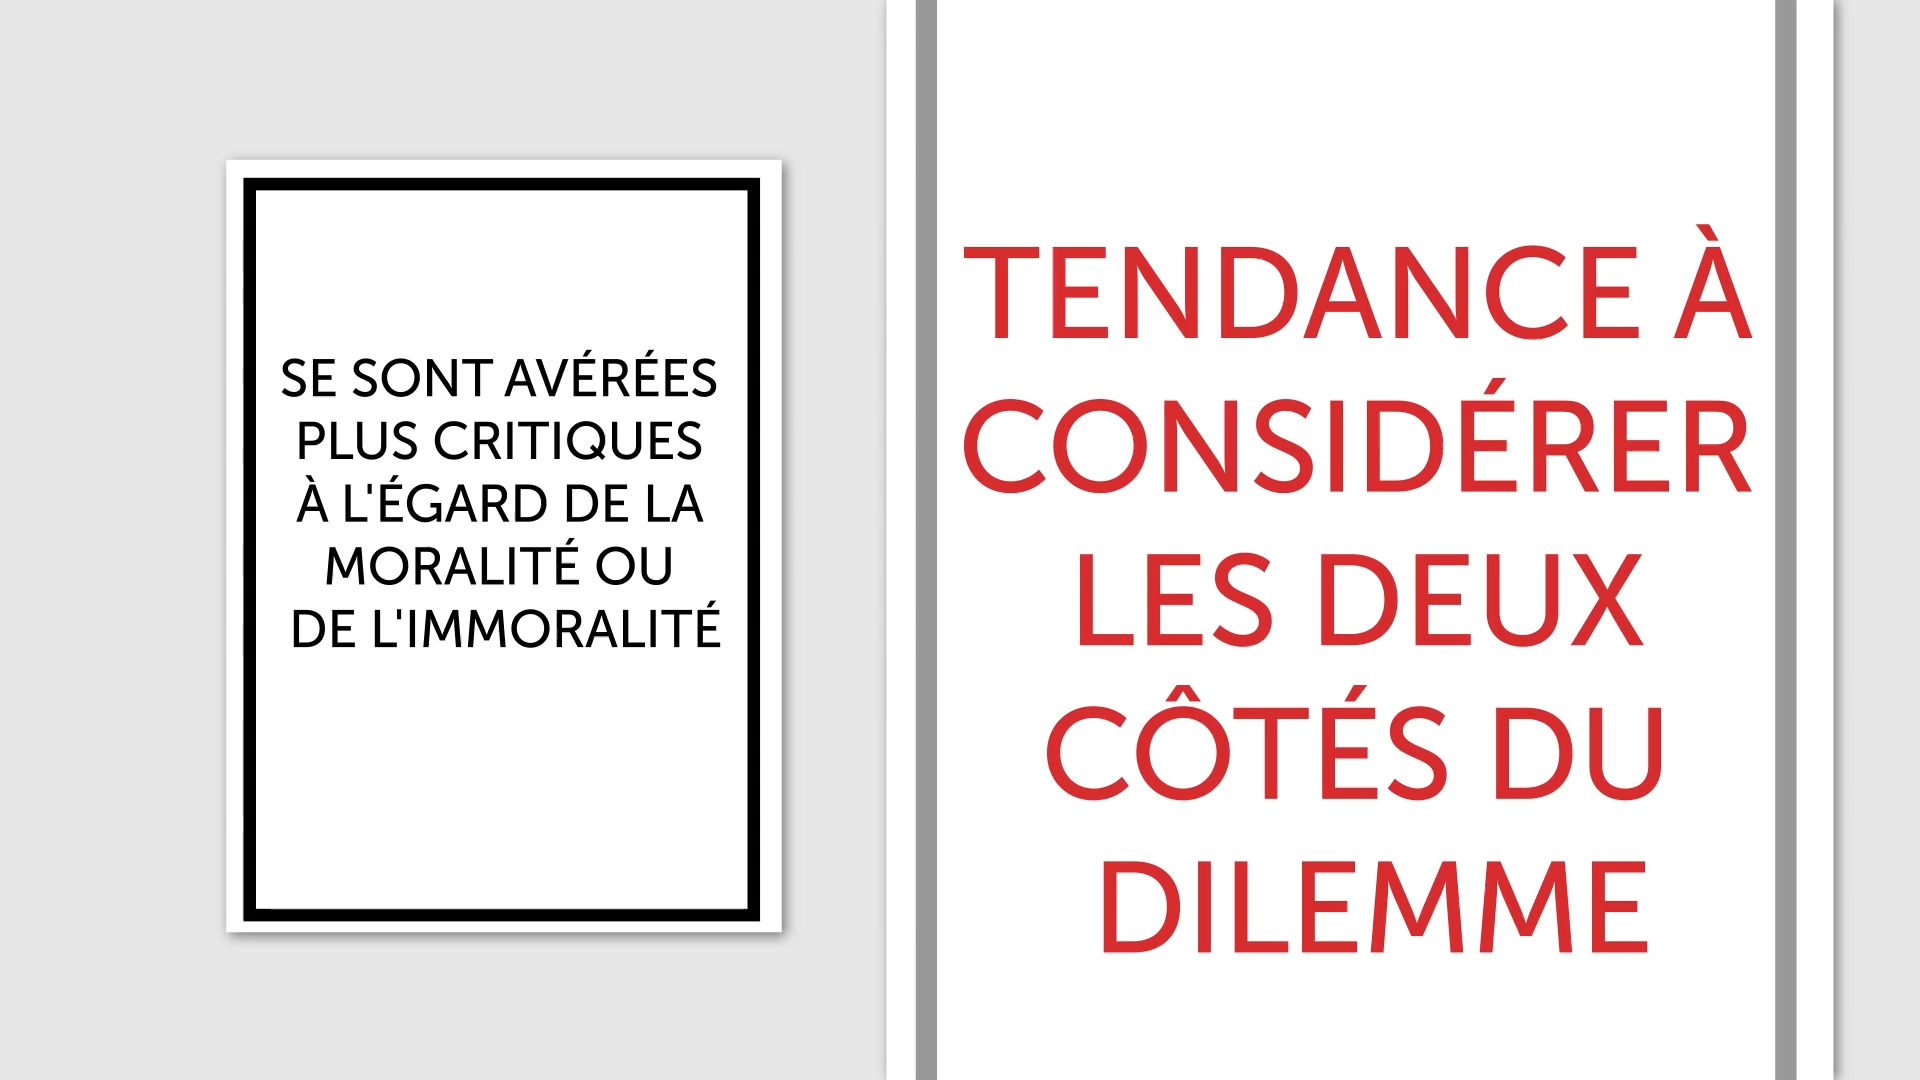 SE SONT AVÉRÉES
PLUS CRITIQUES
À L'ÉGARD DE LA
MORALITÉ OU
DE L'IMMORALITÉ
TENDANCE À
CONSIDÉRER
LES DEUX
CÔTÉS DU
DILEMME